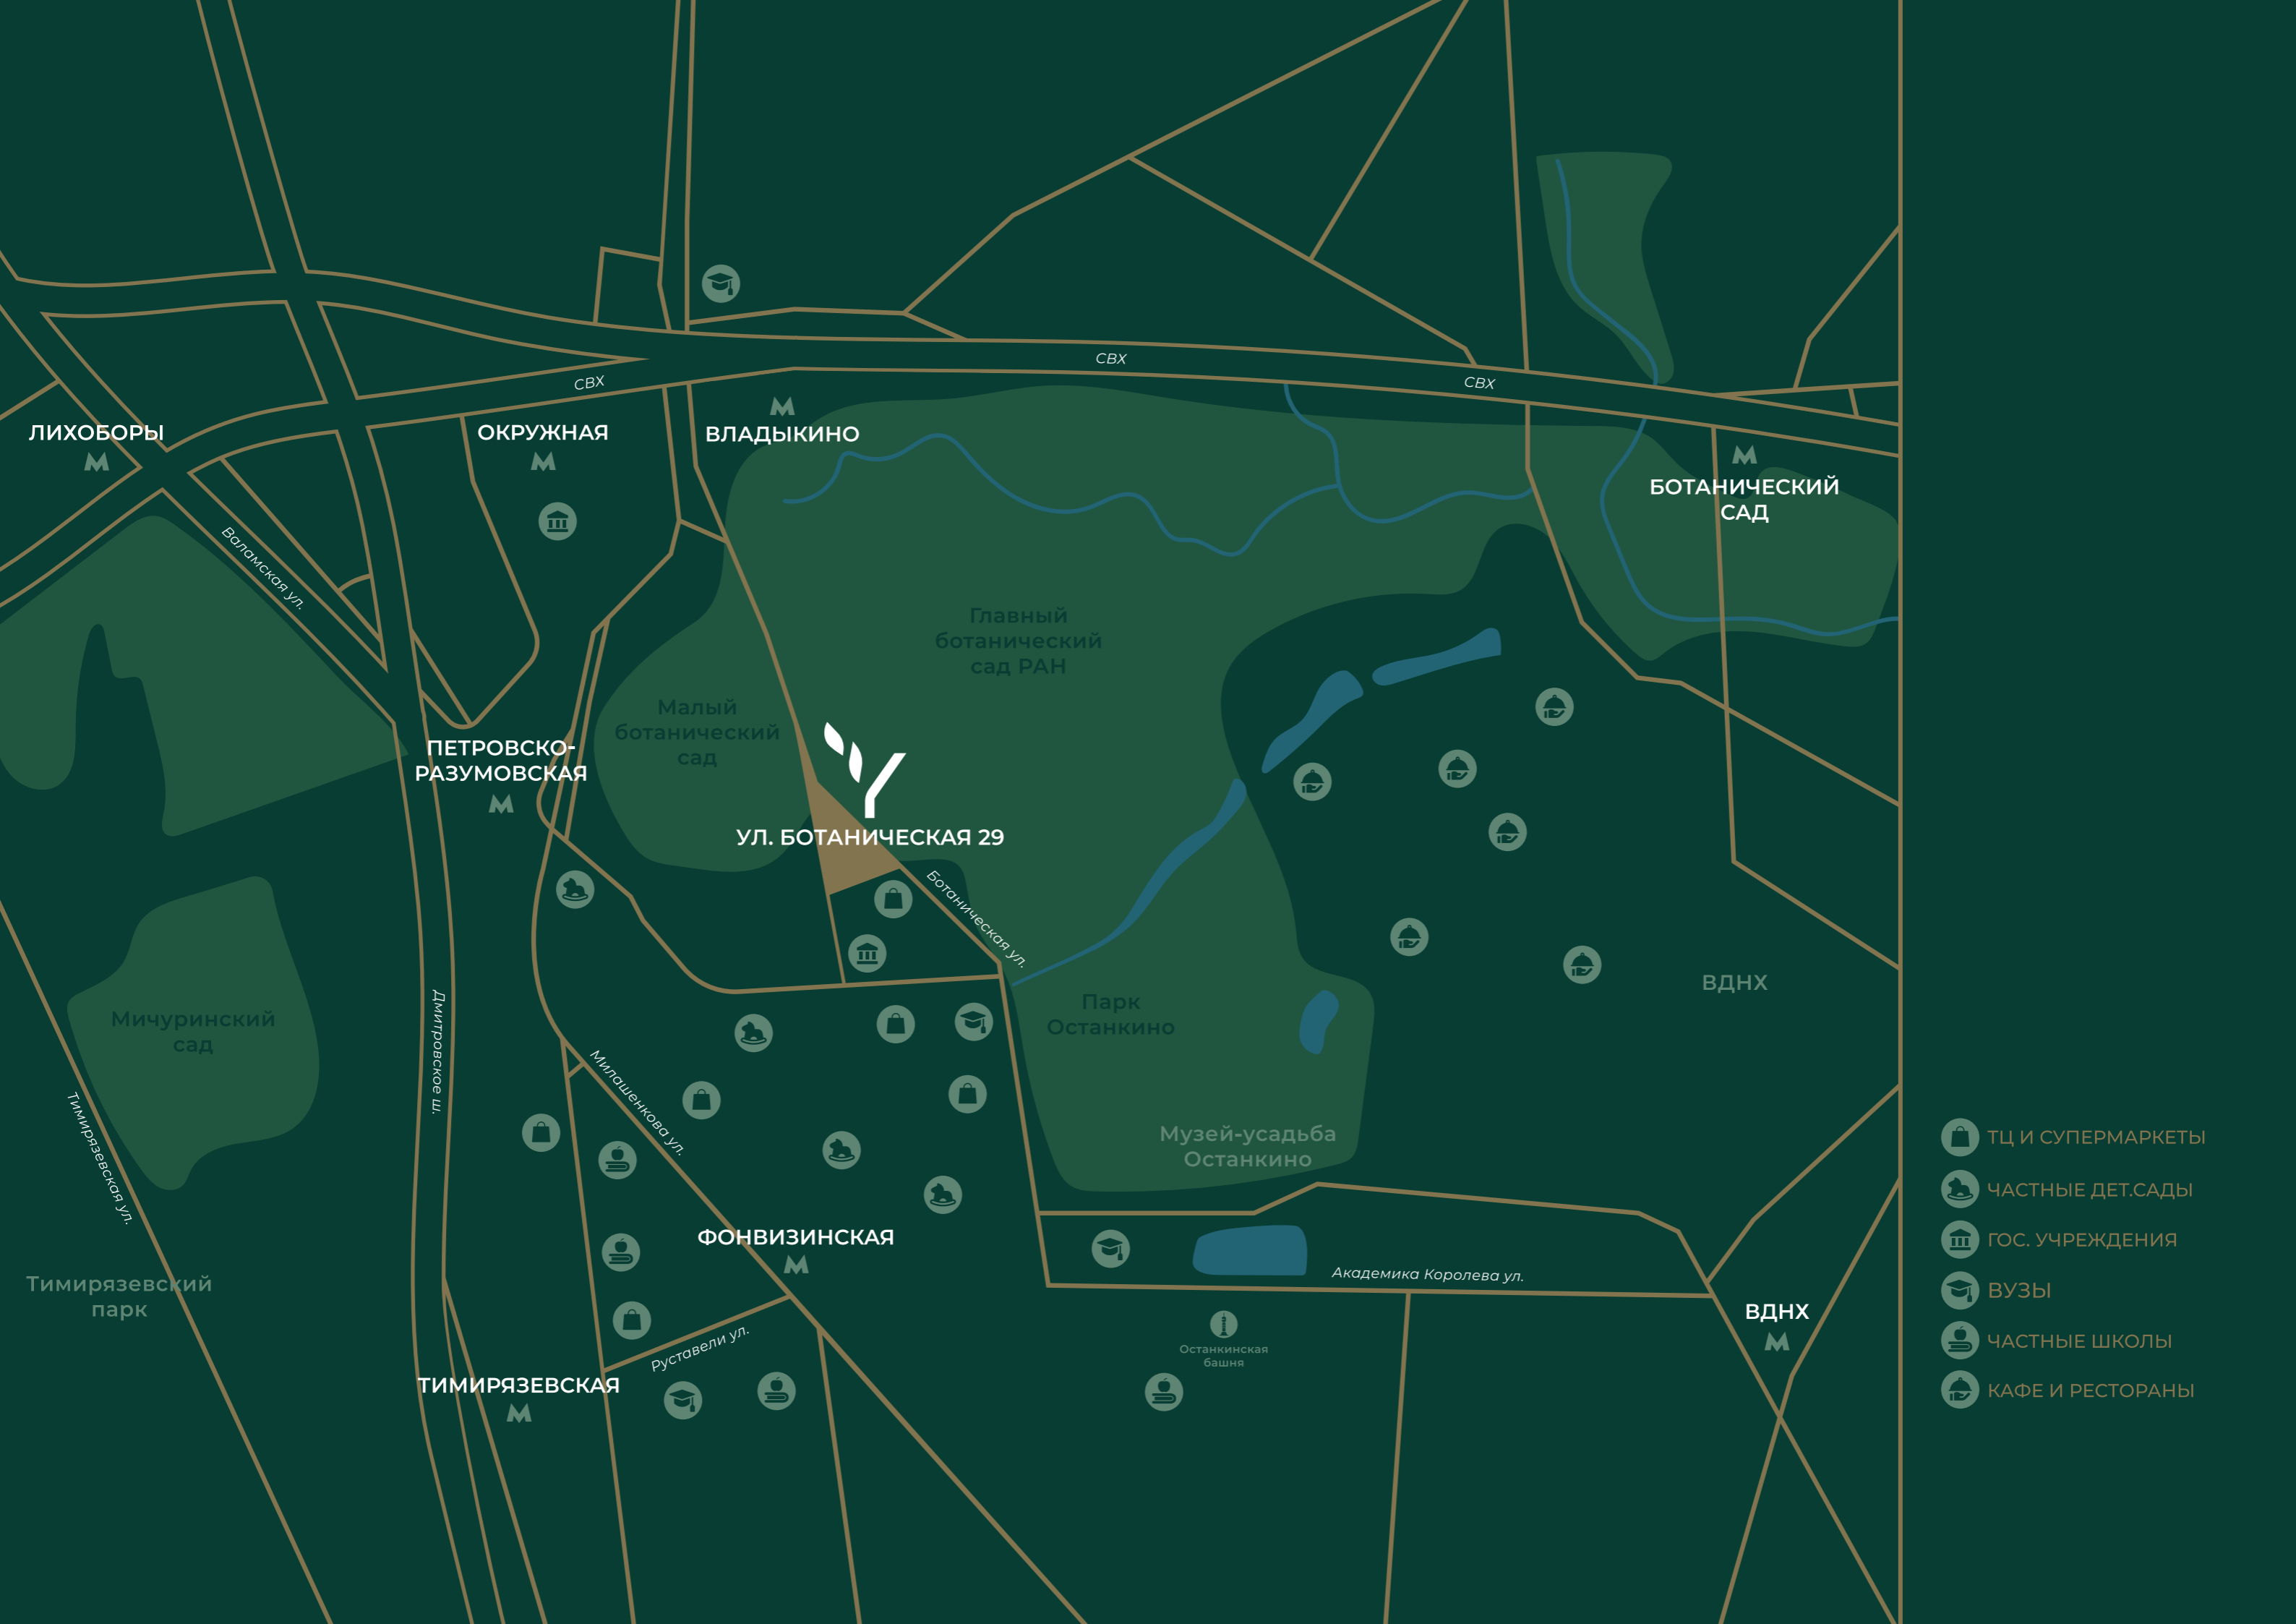 СВХ
СВХ
СВХ
ЛИХОБОРЫ
ОКРУЖНАЯ
ВЛАДЫКИНО
БОТАНИЧЕСКИЙ
САД
Валамская ул.
Главный
ботанический
сад РАН
Малый
ботанический
сад
ПЕТРОВСКО-
РАЗУМОВСКАЯ
УЛ. БОТАНИЧЕСКАЯ 29
Ботаническая ул.
ВДНХ
Парк
Останкино
Мичуринский
сад
Дмитровское ш.
Милашенкова ул.
Тимирязевская ул.
Музей-усадьба
Останкино
ФОНВИЗИНСКАЯ
Тимирязевский
парк
Академика Королева ул.
ВДНХ
Руставели ул.
Останкинская
башня
ТИМИРЯЗЕВСКАЯ
ТЦ И СУПЕРМАРКЕТЫ
ЧАСТНЫЕ ДЕТ.САДЫ
ГОС. УЧРЕЖДЕНИЯ
ВУЗЫ
ЧАСТНЫЕ ШКОЛЫ
КАФЕ И РЕСТОРАНЫ